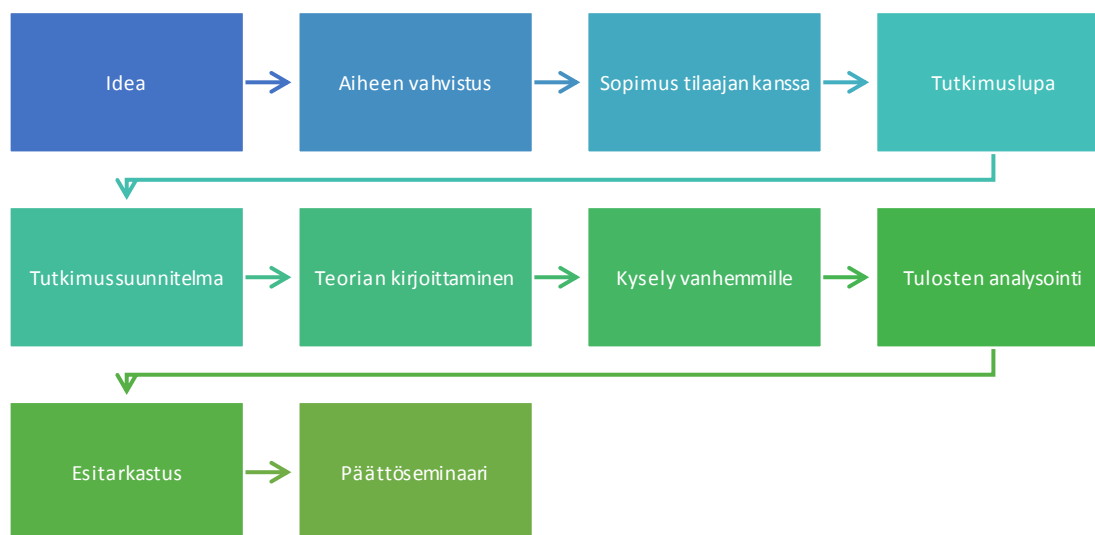 Idea
Aiheen vahvistus
Sopimus tilaajan kanssa
Tutkimuslupa
Tutkimussuunnitelma
Teorian kirjoittaminen
Kysely vanhemmille
Tulosten analysointi
Esitarkastus
Päättöseminaari